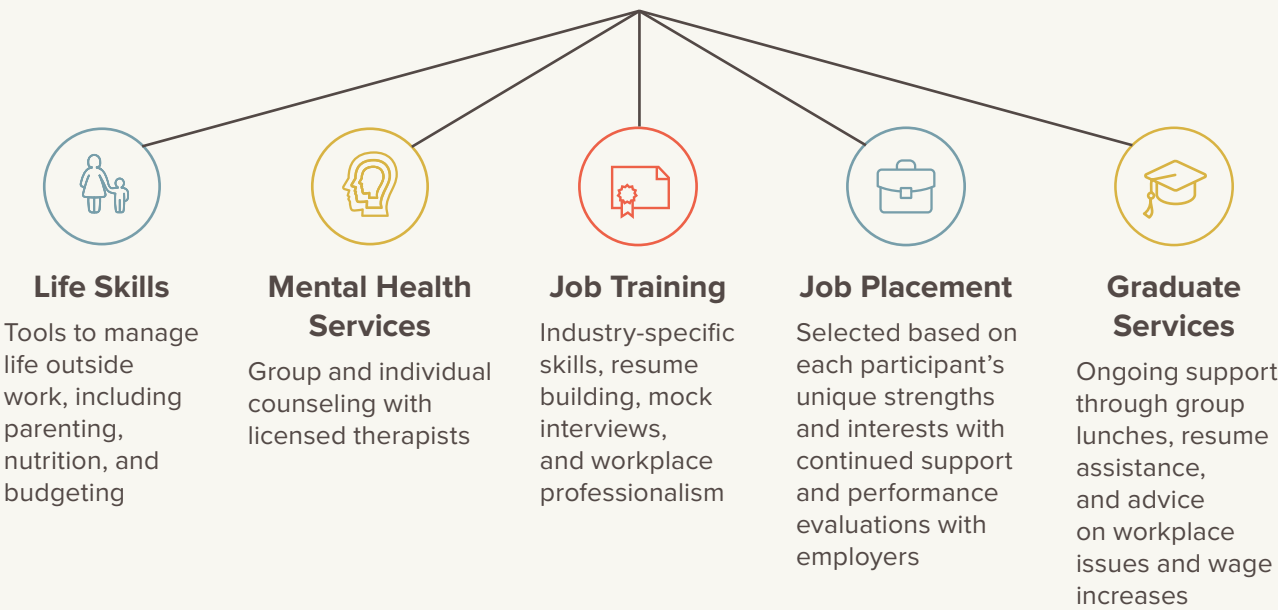 Life Skills
Tools to manage
life outside
work, including
parenting,
nutrition, and
budgeting
Mental Health
Services
Group and individual
counseling with
licensed therapists
Job Training
Industry-specific
skills, resume
building, mock
interviews,
and workplace
professionalism
Job Placement
Selected based on
each participant’s
unique strengths
and interests with
continued support
and performance
evaluations with
employers
Graduate
Services
Ongoing support
through group
lunches, resume
assistance,
and advice
on workplace
issues and wage
increases